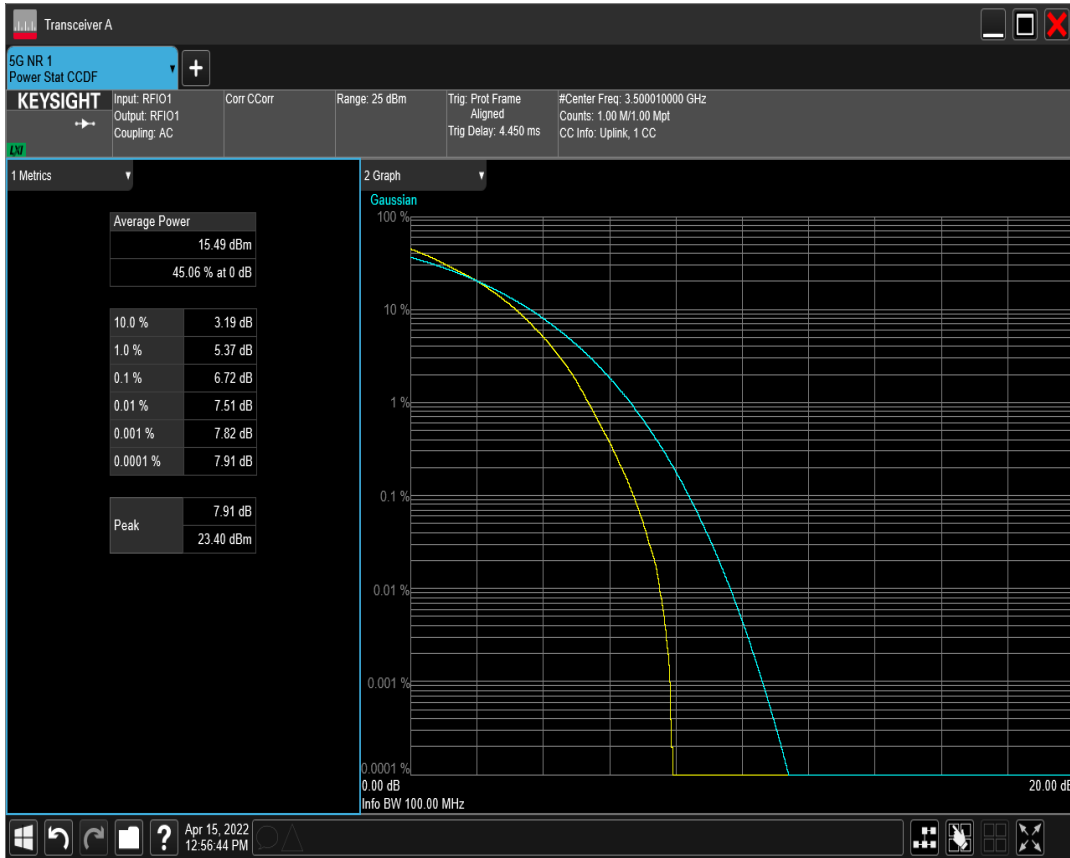 Transceiver A
5G NR 1
Power Stat CCDF
+
KEYSIGHT
LXI
Input: RFIO1
Output: RFIO1
Coupling: AC
Corr CCorr
Range: 25 dBm
Trig: Prot Frame
Aligned
Trig Delay: 4.450 ms
#Center Freq: 3.500010000 GHz
Counts: 1.00 M/1.00 Mpt
CC Info: Uplink, 1 CC
1 Metrics
Average Power
15.49 dBm
45.06 % at 0 dB
10.0 % 3.19 dB
1.0 % 5.37 dB
0.1 % 6.72 dB
0.01 % 7.51 dB
0.001 % 7.82 dB
0.0001 % 7.91 dB
Peak
7.91 dB
23.40 dBm
2 Graph
Gaussian
100 %
10 %
1 %
0.1 %
0.01 %
0.001 %
0.0001 %
0.00 dB
20.00 dB
Info BW 100.00 MHz
?
Apr 15, 2022
12:56:44 PM